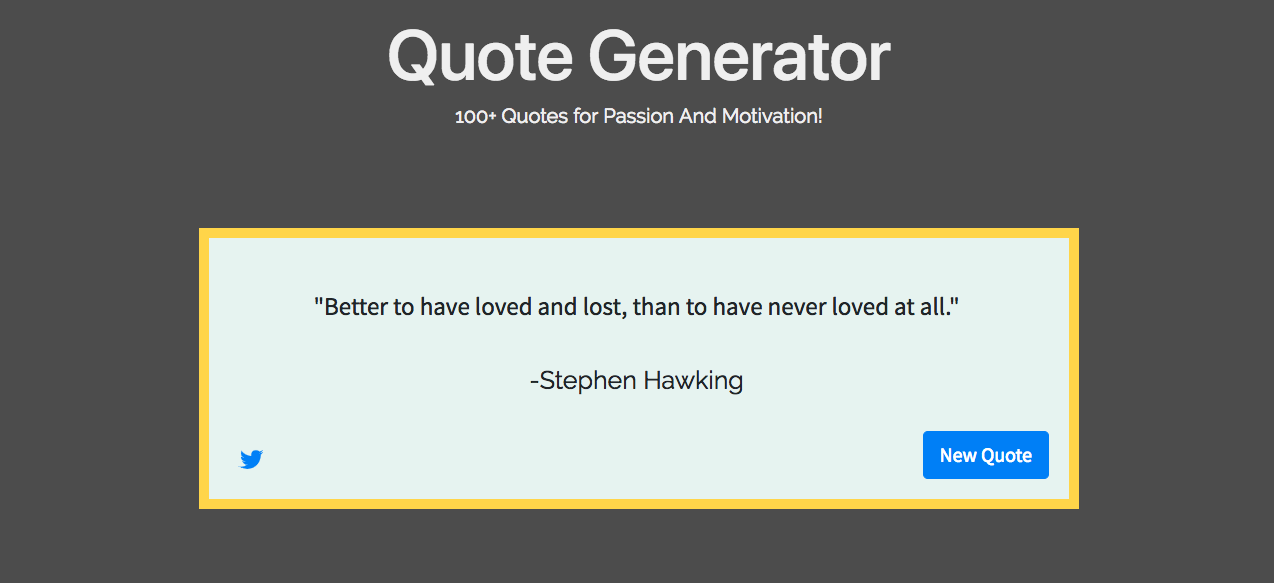 Quote Generator
100+ Quotes for Passion And Motivation!
"Better to have loved and lost, than to have never loved at all."
-Stephen Hawking
New Quote